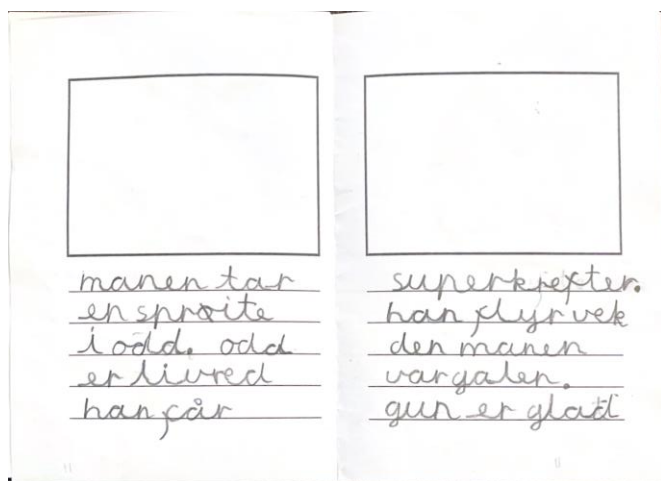 manen tar
en sprøite
i odd. odd
er livred
han får
superkrefter.
han flyr vek
den manen
var galen.
gun er glad